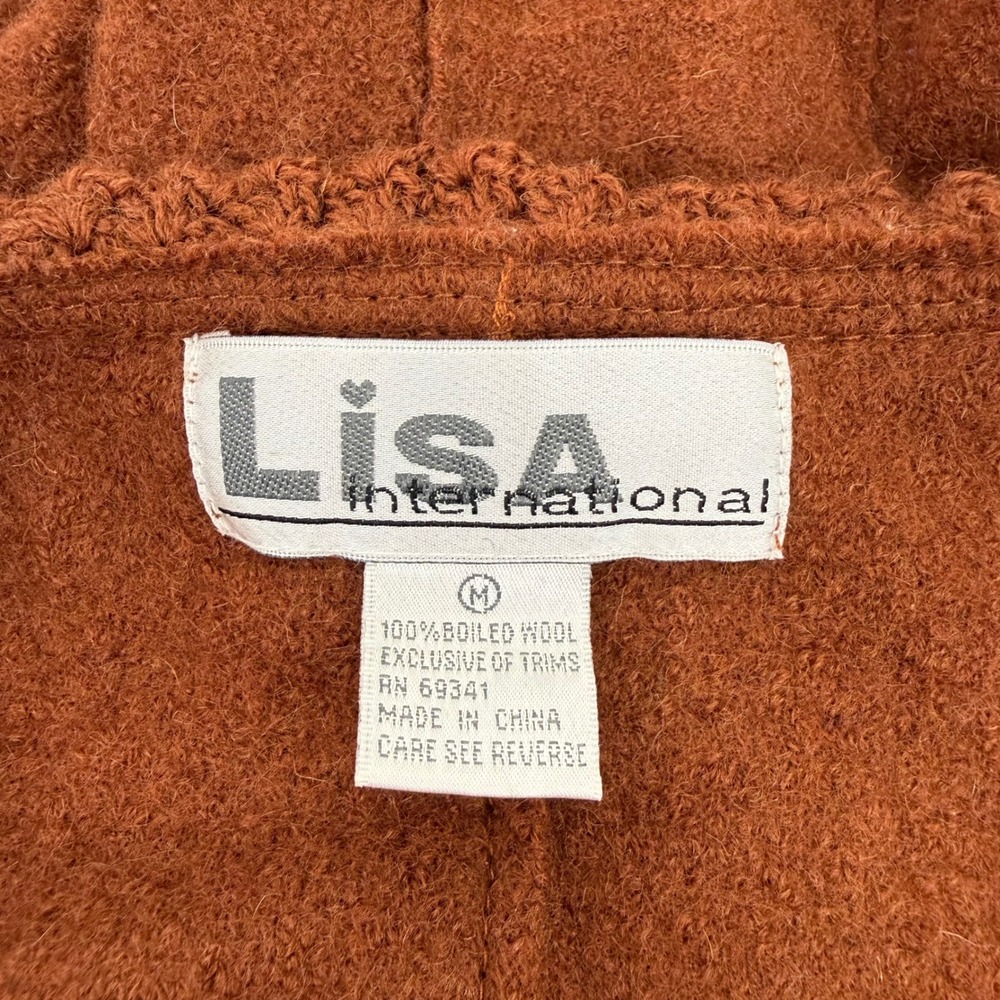 LisA
international
M
100% BOILED WOOL
EXCLUSIVE OF TRIMS
RN 69341
MADE IN CHINA
CARE SEE REVERSE